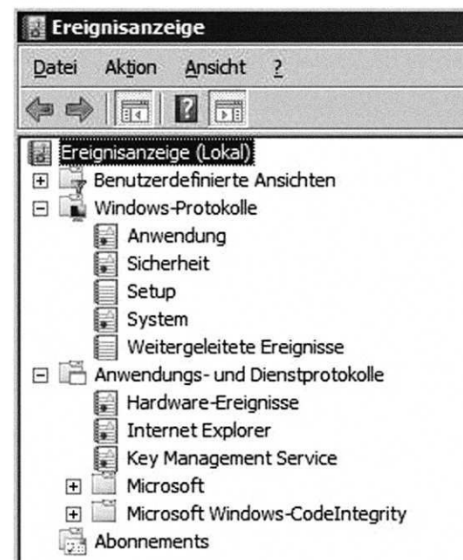 Ereignisanzeige
Datei Aktion Ansicht ?
?
Ereignisanzeige (Lokal)
Benutzerdefinierte Ansichten
Windows-Protokolle
Anwendung
Sicherheit
Setup
System
Weitergeleitete Ereignisse
Anwendungs- und Dienstprotokolle
Hardware-Ereignisse
Internet Explorer
Key Management Service
Microsoft
Microsoft Windows-CodeIntegrity
Abonnements